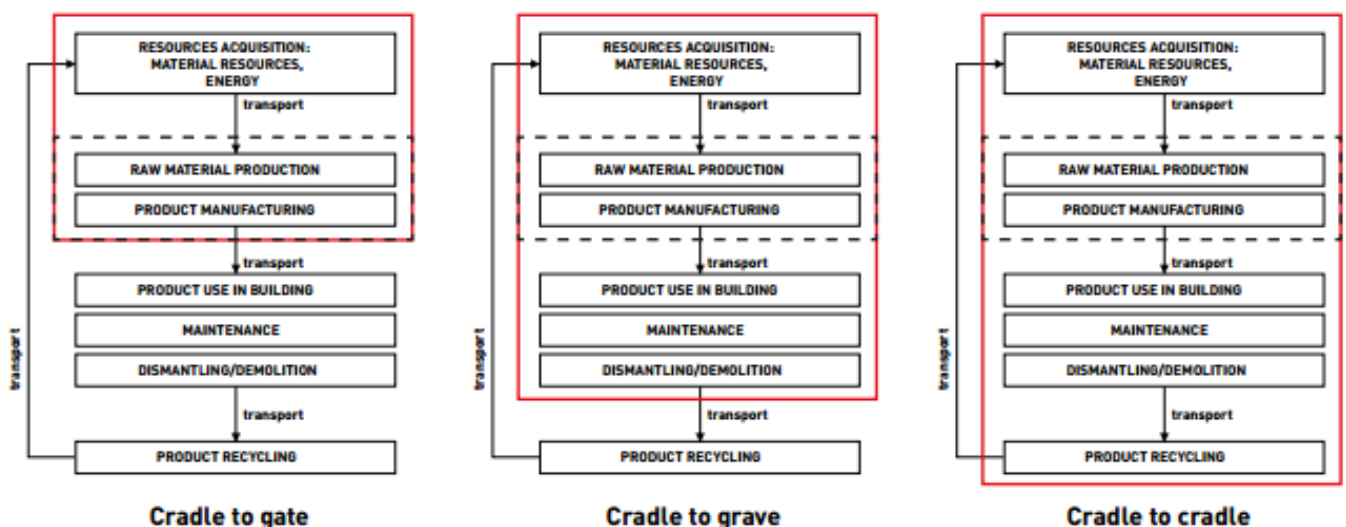 RESOURCES ACQUISITION:
MATERIAL RESOURCES,
ENERGY
transport
RAW MATERIAL PRODUCTION
PRODUCT MANUFACTURING
transport
PRODUCT USE IN BUILDING
MAINTENANCE
DISMANTLING/DEMOLITION
transport
transport
PRODUCT RECYCLING
Cradle to gate
RESOURCES ACQUISITION:
MATERIAL RESOURCES,
ENERGY
transport
RAW MATERIAL PRODUCTION
PRODUCT MANUFACTURING
transport
PRODUCT USE IN BUILDING
MAINTENANCE
DISMANTLING/DEMOLITION
transport
transport
PRODUCT RECYCLING
Cradle to grave
RESOURCES ACQUISITION:
MATERIAL RESOURCES,
ENERGY
transport
RAW MATERIAL PRODUCTION
PRODUCT MANUFACTURING
transport
PRODUCT USE IN BUILDING
MAINTENANCE
DISMANTLING/DEMOLITION
transport
transport
PRODUCT RECYCLING
Cradle to cradle